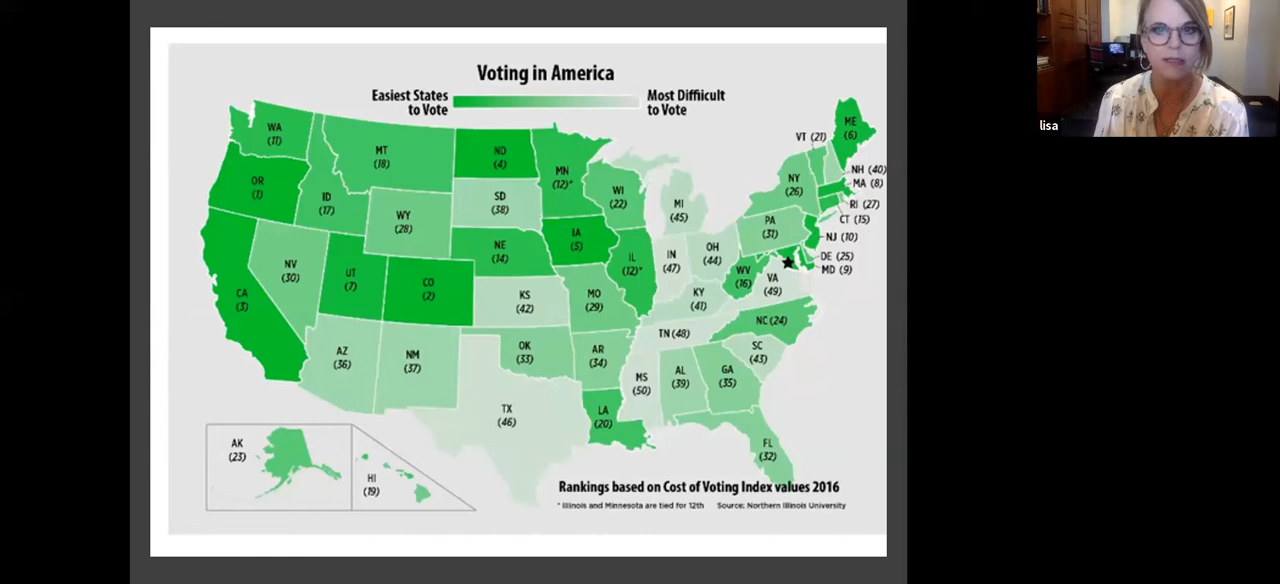 lisa
Voting in America
Easiest States
to Vote
Most Diffiicult
to Vote
WA
(11)
MT
(18)
ND
(4)
MN
(12)*
VT (21)
ME
(6)
OR
(1)
ID
(17)
WY
(28)
SD
(38)
WI
(22)
MI
(45)
NY
(26)
NH (40)
MA (8)
RI (27)
CT (15)
NJ (10)
DE (25)
MD (9)
PA
(31)
NV
(30)
UT
(7)
CO
(2)
NE
(14)
IA
(5)
IL
(12)*
IN
(47)
OH
(44)
WV
(16)
VA
(49)
CA
(3)
KS
(42)
MO
(29)
KY
(41)
NC (24)
TN (48)
SC
(43)
AZ
(36)
NM
(37)
OK
(33)
AR
(34)
MS
(50)
AL
(39)
GA
(35)
TX
(46)
LA
(20)
FL
(32)
AK
(23)
HI
(19)
Rankings based on Cost of Voting Index values 2016
* Illinois and Minnesota are tied for 12th
Source: Northern Illinois University